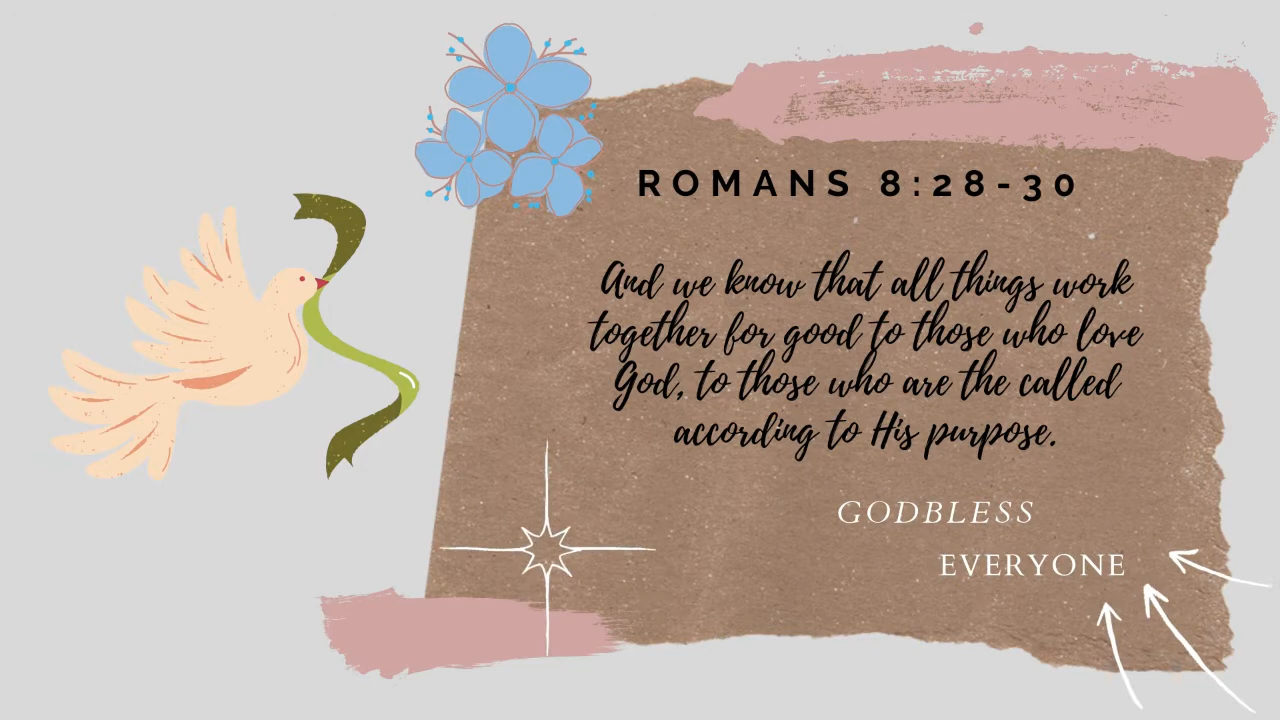 ROMANS 8:28-30
And we know that all things work
together for good to those who love
God, to those who are the called
according to His purpose.
GODBLESS
EVERYONE